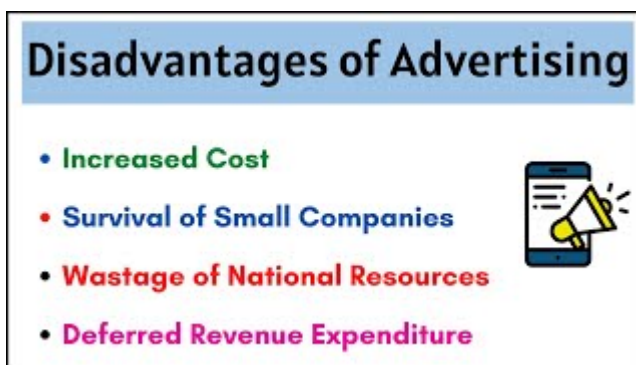 Disadvantages of Advertising
• Increased Cost
• Survival of Small Companies
• Wastage of National Resources
• Deferred Revenue Expenditure